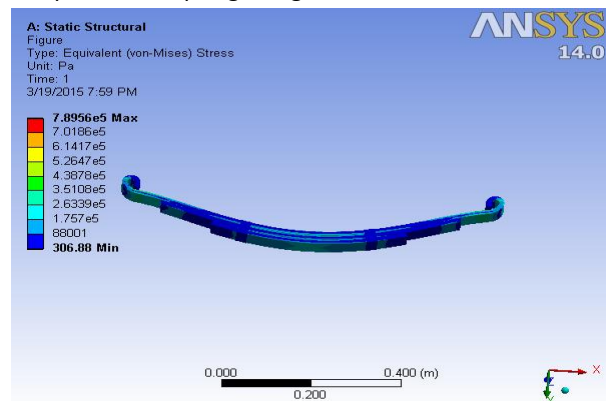 A: Static Structural
Figure
Type: Equivalent (von-Mises) Stress
Unit: Pa
Time: 1
3/19/2015 7:59 PM
ANSYS
14.0
7.8956e5 Max
7.0186e5
6.1417e5
5.2647e5
4.3878e5
3.5108e5
2.6339e5
1.757e5
88001
306.88 Min
0.000 0.400 (m)
0.200
X